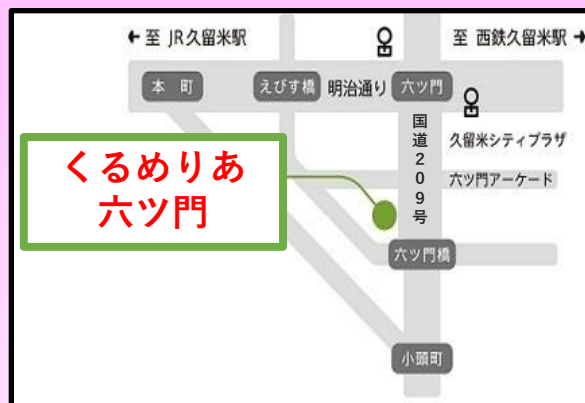 ← 至 JR久留米駅
至 西鉄久留米駅 →
本町
えびす橋
明治通り
六ツ門
国道209号
久留米シティプラザ
六ツ門アーケード
くるめりあ
六ツ門
六ツ門橋
小頭町